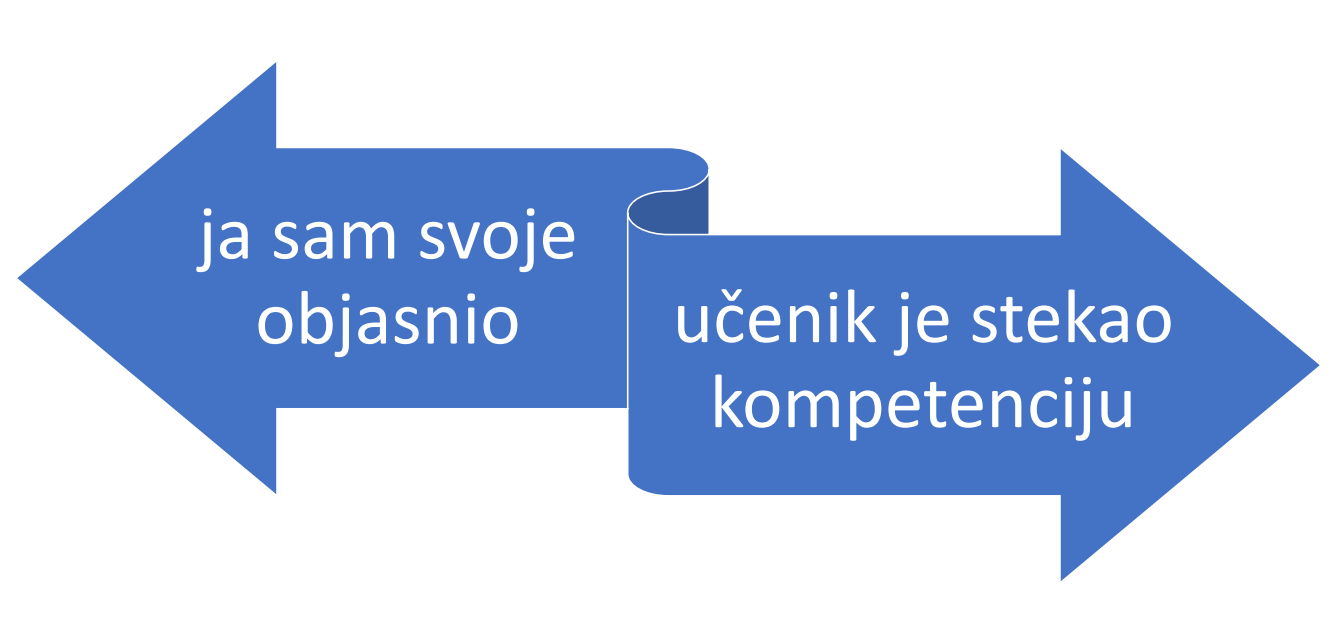 ja sam svoje
objasnio
učenik je stekao
kompetenciju